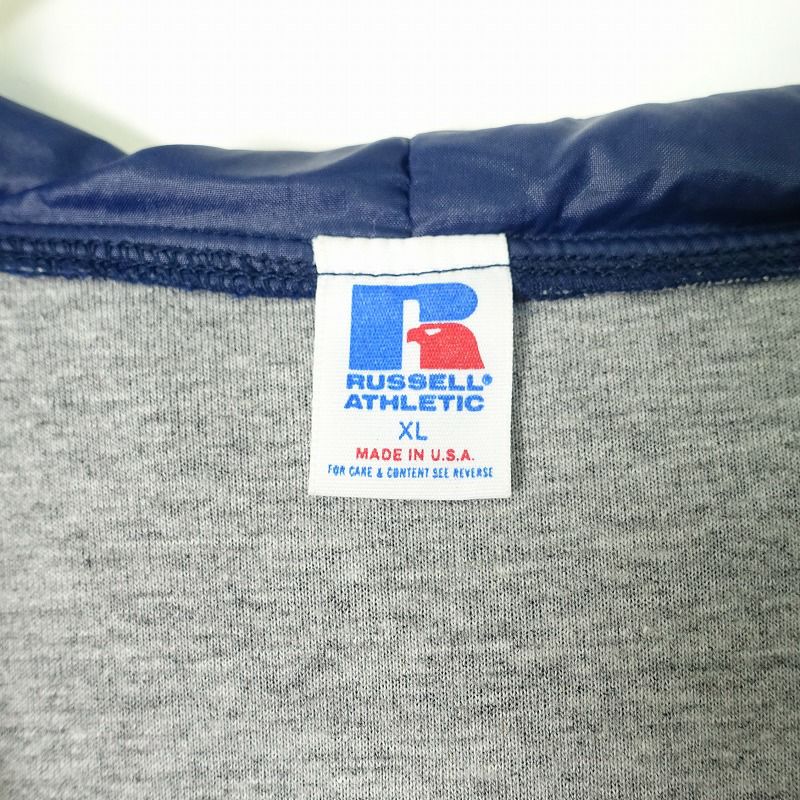 R
RUSSELL®
ATHLETIC
XL
MADE IN U.S.A.
FOR CARE & CONTENT SEE REVERSE